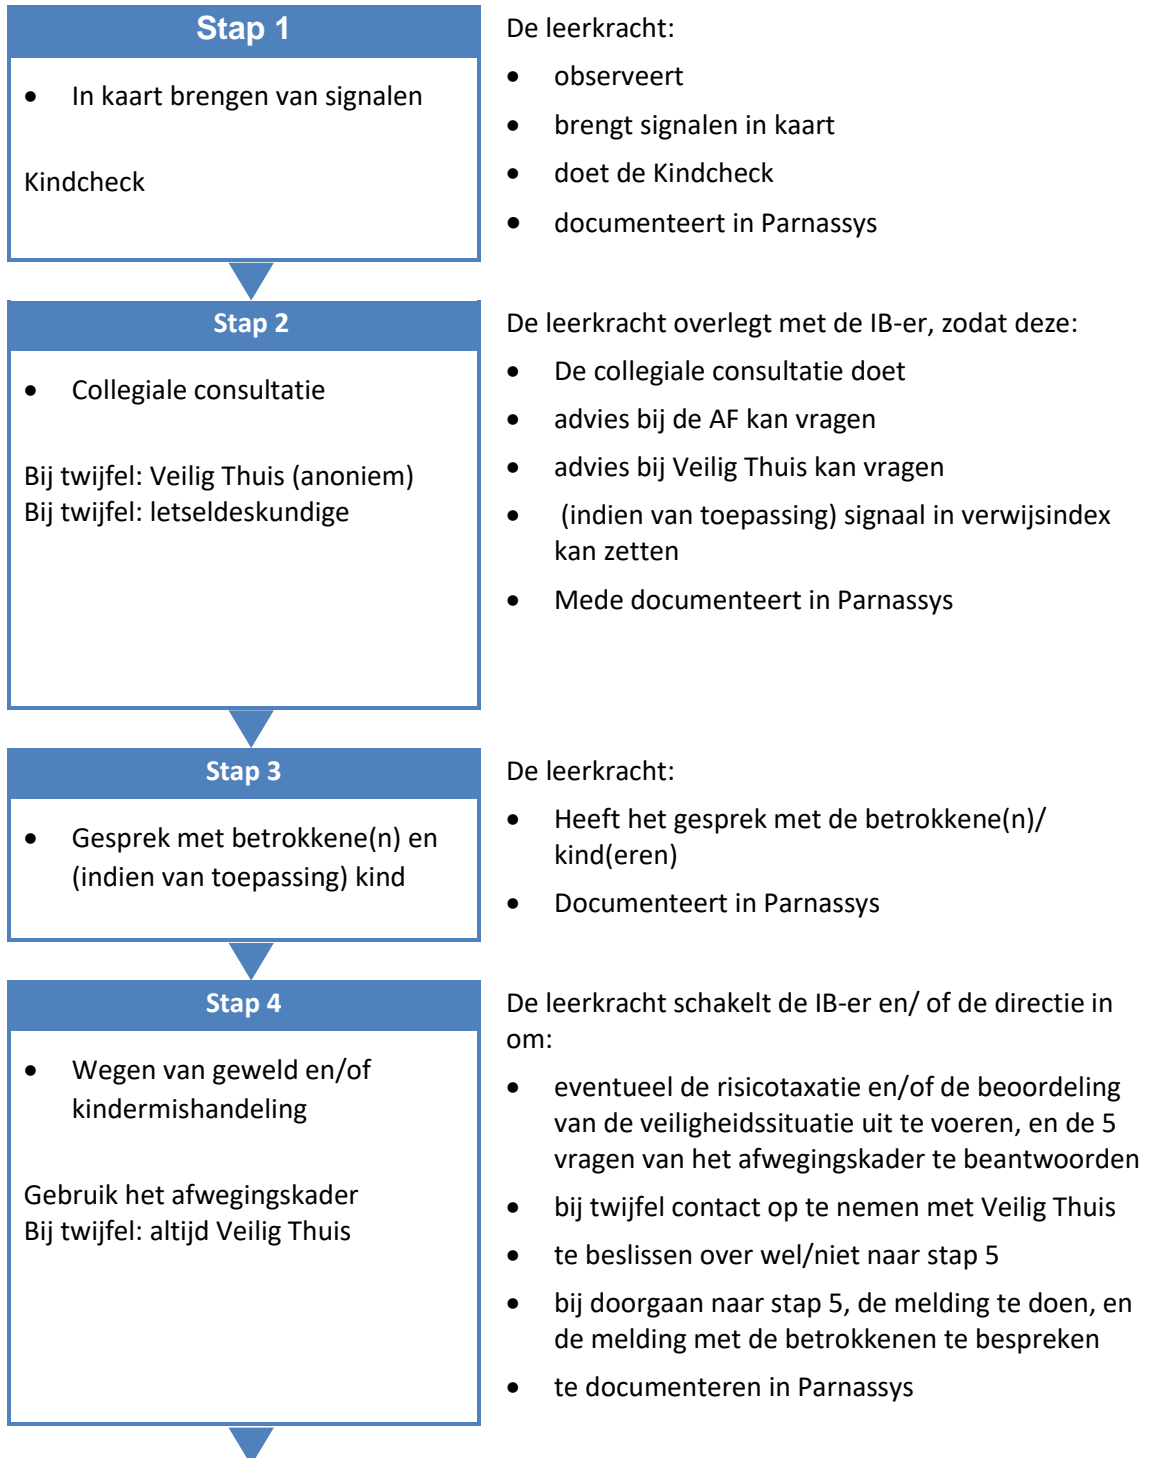 Stap 1
• In kaart brengen van signalen
Kindcheck
De leerkracht:
• observeert
• brengt signalen in kaart
• doet de Kindcheck
• documenteert in Parnassys
Stap 2
• Collegiale consultatie
Bij twijfel: Veilig Thuis (anoniem)
Bij twijfel: letseldeskundige
De leerkracht overlegt met de IB-er, zodat deze:
• De collegiale consultatie doet
• advies bij de AF kan vragen
• advies bij Veilig Thuis kan vragen
• (indien van toepassing) signaal in verwijsindex
kan zetten
• Mede documenteert in Parnassys
Stap 3
• Gesprek met betrokkene(n) en
(indien van toepassing) kind
De leerkracht:
• Heeft het gesprek met de betrokkene(n)/
kind(eren)
• Documenteert in Parnassys
Stap 4
• Wegen van geweld en/of
kindermishandeling
Gebruik het afwegingskader
Bij twijfel: altijd Veilig Thuis
De leerkracht schakelt de IB-er en/ of de directie in
om:
• eventueel de risicotaxatie en/of de beoordeling
van de veiligheidssituatie uit te voeren, en de 5
vragen van het afwegingskader te beantwoorden
• bij twijfel contact op te nemen met Veilig Thuis
• te beslissen over wel/niet naar stap 5
• bij doorgaan naar stap 5, de melding te doen, en
de melding met de betrokkenen te bespreken
• te documenteren in Parnassys